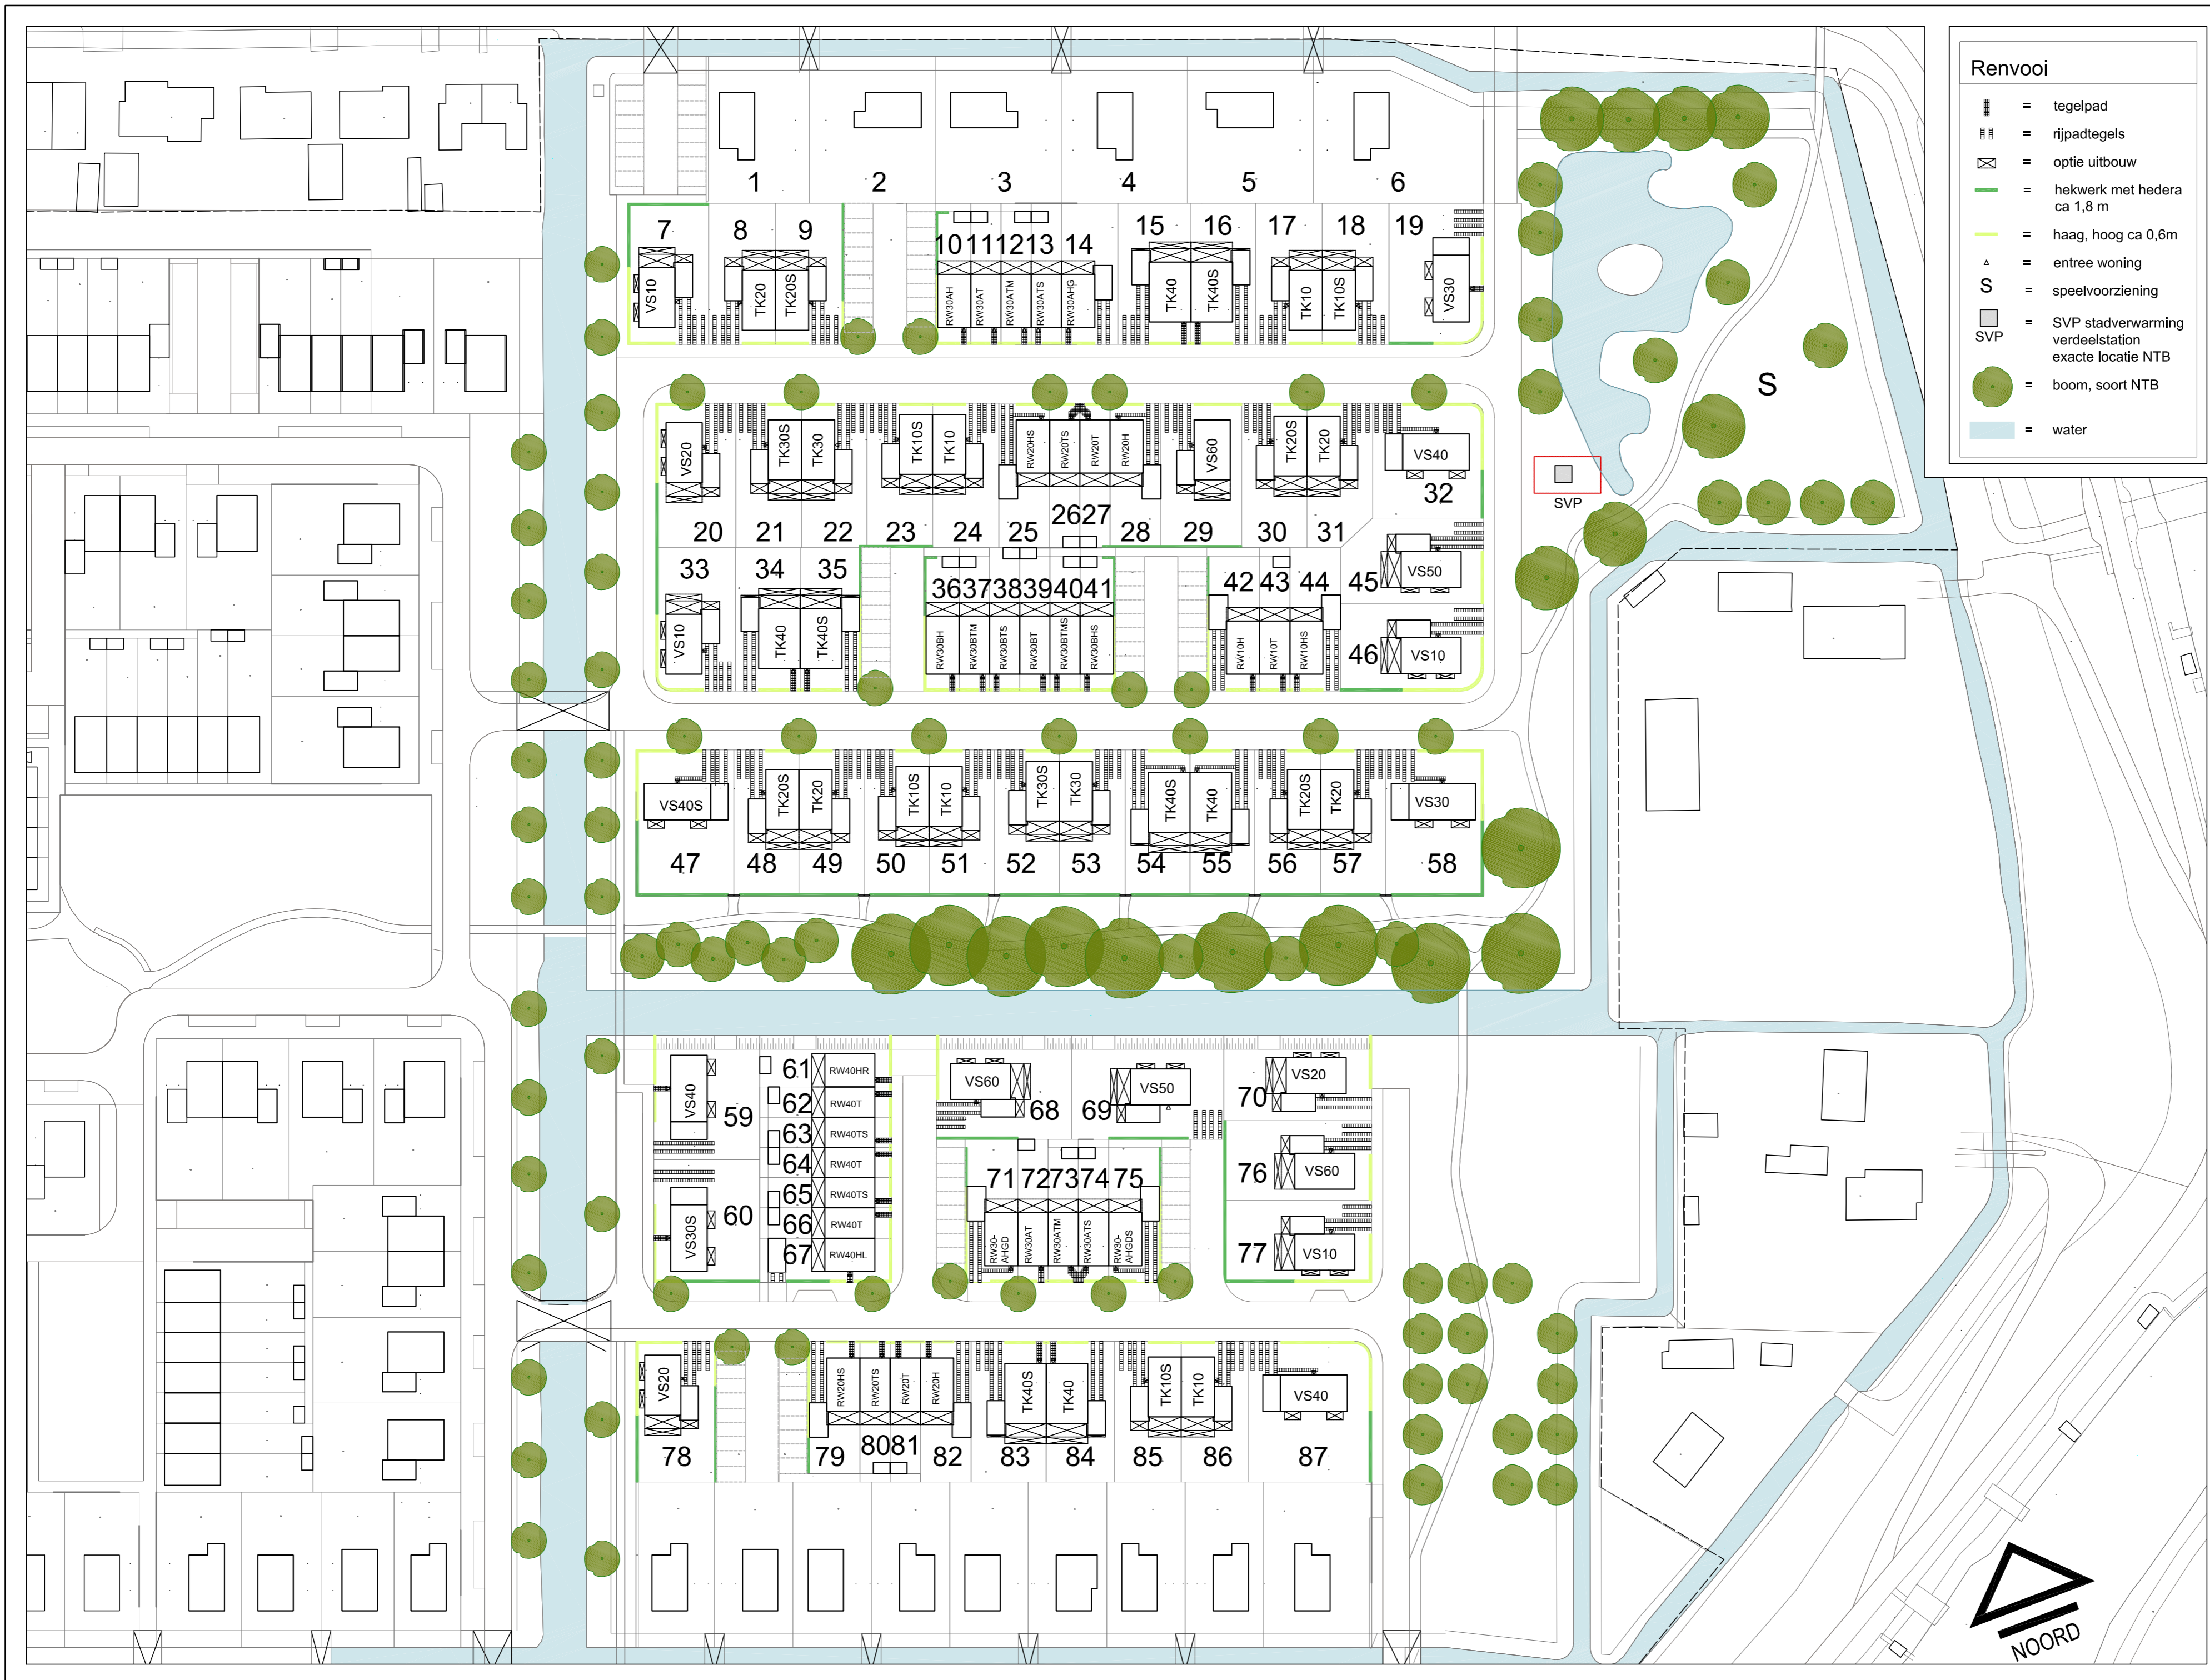 Renvooi
= tegelpad
= rijpadtegels
= optie uitbouw
= hekwerk met hedera
ca 1,8 m
= haag, hoog ca 0,6m
= entree woning
S = speelvoorziening
SVP = SVP stadverwarming
verdeelstation
exacte locatie NTB
= boom, soort NTB
= water
1 2 3 4 5 6
7 8 9 10 11 12 13 14 15 16 17 18 19
VS10 TK20 TK20S RW30AH RW30AT RW30ATM RW30ATS RW30AHG TK40 TK40S TK10 TK10S VS30
S
VS20 TK30S TK30 TK10S TK10 RW20HS RW20TS RW20T RW20H VS60 TK20S TK20 VS40
20 21 22 23 24 25 26 27 28 29 30 31 32
SVP
33 34 35 36 37 38 39 40 41 42 43 44 45 VS50
VS10 TK40 TK40S RW30BH RW30BTM RW30BTS RW30BT RW30BTMS RW30BHS RW10H RW10T RW10HS 46 VS10
VS40S TK20S TK20 TK10S TK10 TK30S TK30 TK40S TK40 TK20S TK20 VS30
47 48 49 50 51 52 53 54 55 56 57 58
VS40 59
VS30S 60
61 RW40HR
62 RW40T
63 RW40TS
64 RW40T
65 RW40TS
66 RW40T
67 RW40HL
VS60 68 69 VS50 70 VS20
71 72 73 74 75 76 VS60
RW30-
AHGD RW30AT RW30ATM RW30ATS RW30-
AHGDS 77 VS10
VS20 RW20HS RW20TS RW20T RW20H TK40S TK40 TK10S TK10 VS40
78 79 80 81 82 83 84 85 86 87
NOORD